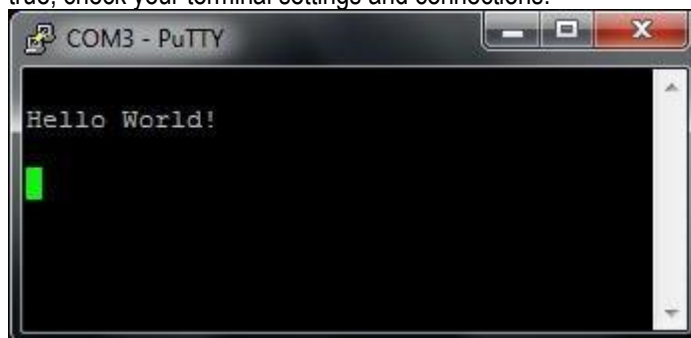 true, check your terminal settings and connections.
COM3 - PuTTY
Hello World!